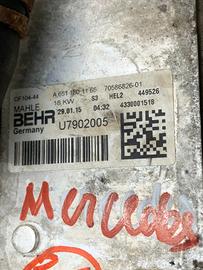 CF104-44 A 651 180 11 65 70586826-01
18 KW S3 HEL2 449526
MAHLE 29.01.15 04:32 4330001518
BEHR
Germany U7902005
Mercedes